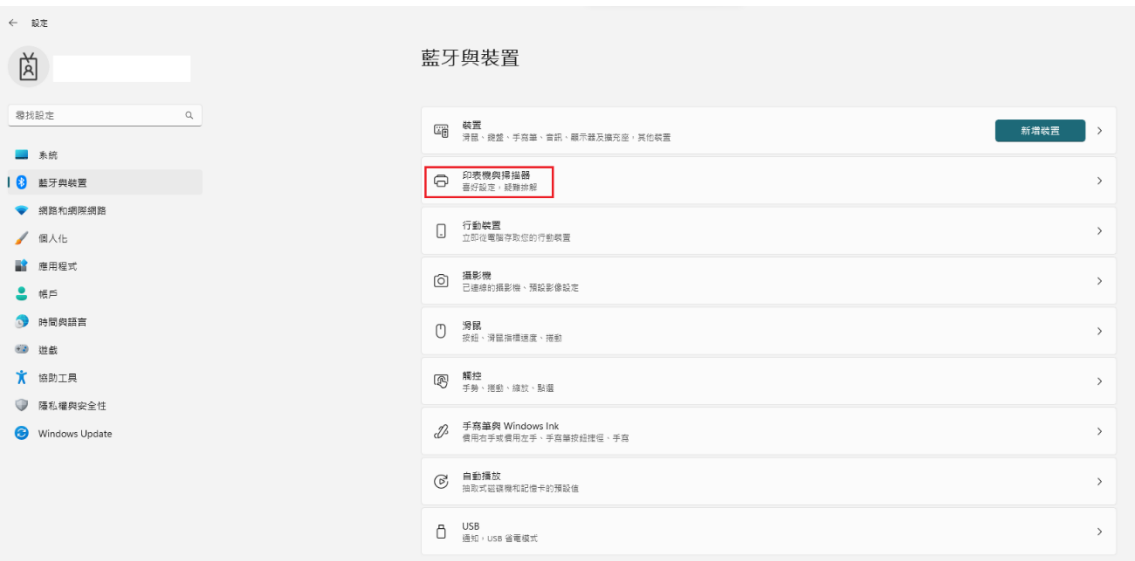 設定
藍牙與裝置
尋找設定
裝置
滑鼠、鍵盤、手寫筆、音訊、顯示器及擴充座、其他裝置
新增裝置
系統
印表機與掃描器
喜好設定、疑難排解
藍牙與裝置
網路和網際網路
行動裝置
立即從電腦存取您的行動裝置
個人化
應用程式
攝影機
已連線的攝影機、預設影像設定
帳戶
時間與語言
滑鼠
按鈕、滑鼠指標速度、捲動
遊戲
協助工具
觸控
手勢、捲動、縮放、點選
隱私權與安全性
Windows Update
手寫筆與 Windows Ink
慣用右手或慣用左手、手寫筆按鈕捷徑、手寫
自動播放
抽取式磁碟機和記憶卡的預設值
USB
通知、USB 省電模式